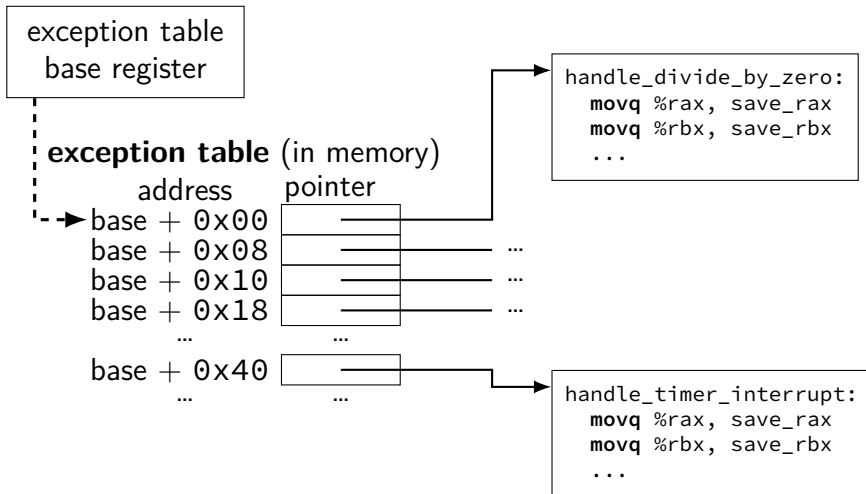 exception table
base register
exception table (in memory)
address pointer
base + 0x00
base + 0x08 ...
base + 0x10 ...
base + 0x18 ...
... ...
base + 0x40
... ...
handle_divide_by_zero:
movq %rax, save_rax
movq %rbx, save_rbx
...
handle_timer_interrupt:
movq %rax, save_rax
movq %rbx, save_rbx
...